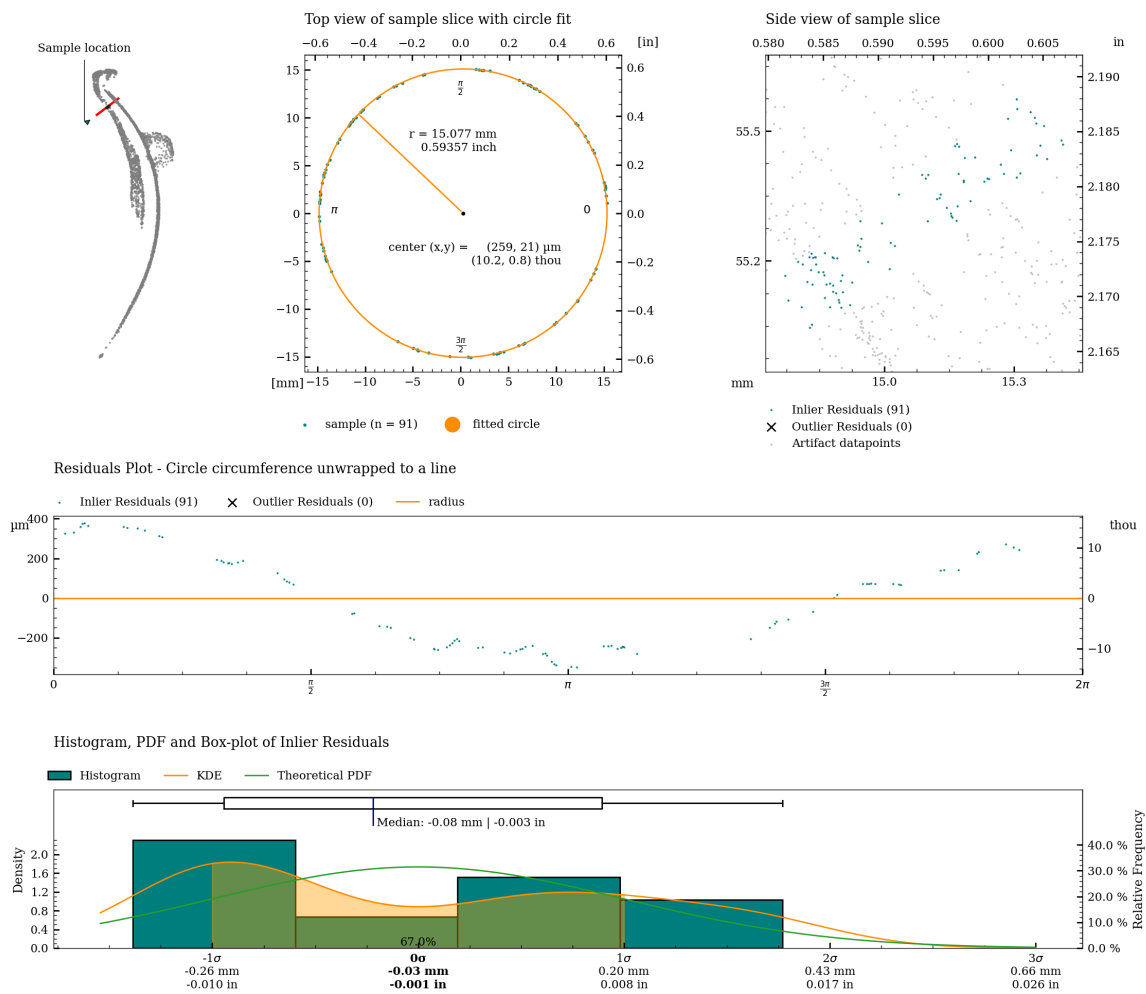 Top view of sample slice with circle fit
Side view of sample slice
Sample location
−0.6 −0.4 −0.2 0.0 0.2 0.4 0.6 [in]
0.580 0.585 0.590 0.595 0.600 0.605 in
15 10 5 0 −5 −10 −15
0.6 0.4 0.2 0.0 −0.2 −0.4 −0.6
π/2
r = 15.077 mm
0.59357 inch
π
0
center (x,y) = (259, 21) µm
(10.2, 0.8) thou
3π/2
[mm] −15 −10 −5 0 5 10 15
55.5
55.2
2.190
2.185
2.180
2.175
2.170
2.165
mm 15.0 15.3
sample (n = 91) fitted circle
Inlier Residuals (91)
Outlier Residuals (0)
Artifact datapoints
Residuals Plot - Circle circumference unwrapped to a line
Inlier Residuals (91) Outlier Residuals (0) radius
µm
400
200
0
−200
thou
10
0
−10
0 π/2 π 3π/2 2π
Histogram, PDF and Box-plot of Inlier Residuals
Histogram KDE Theoretical PDF
Median: -0.08 mm | -0.003 in
Density
2.0
1.6
1.2
0.8
0.4
0.0
40.0 %
30.0 %
20.0 %
10.0 %
0.0 %
Relative Frequency
67.0%
-1σ 0σ 1σ 2σ 3σ
-0.26 mm -0.03 mm 0.20 mm 0.43 mm 0.66 mm
-0.010 in -0.001 in 0.008 in 0.017 in 0.026 in